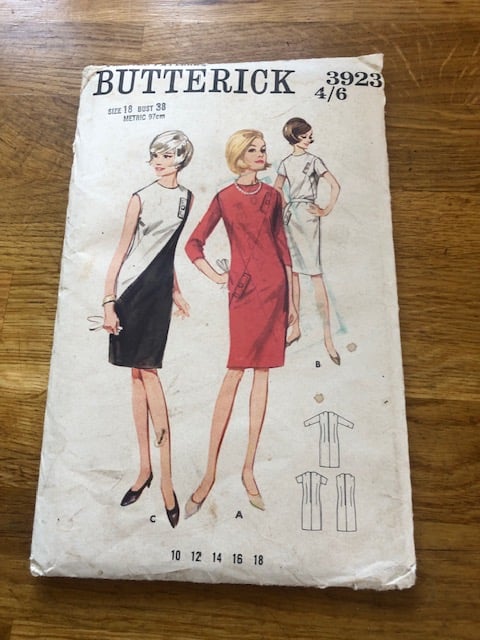 BUTTERICK 3923
4/6
SIZE 18 BUST 38
METRIC 97cm
B
C A
10 12 14 16 18